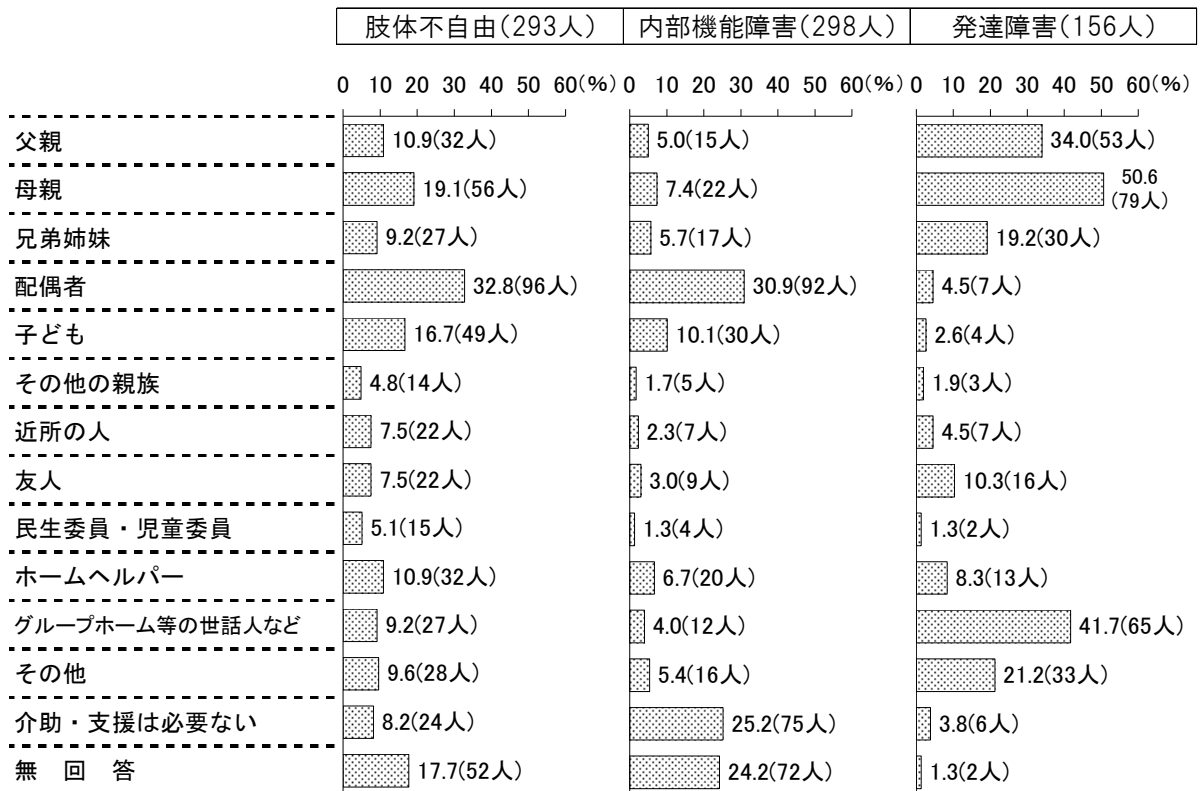 肢体不自由(293人) 内部機能障害(298人) 発達障害(156人)
0 10 20 30 40 50 60(%) 0 10 20 30 40 50 60(%) 0 10 20 30 40 50 60(%)
父親 10.9(32人) 5.0(15人) 34.0(53人)
母親 19.1(56人) 7.4(22人) 50.6(79人)
兄弟姉妹 9.2(27人) 5.7(17人) 19.2(30人)
配偶者 32.8(96人) 30.9(92人) 4.5(7人)
子ども 16.7(49人) 10.1(30人) 2.6(4人)
その他の親族 4.8(14人) 1.7(5人) 1.9(3人)
近所の人 7.5(22人) 2.3(7人) 4.5(7人)
友人 7.5(22人) 3.0(9人) 10.3(16人)
民生委員・児童委員 5.1(15人) 1.3(4人) 1.3(2人)
ホームヘルパー 10.9(32人) 6.7(20人) 8.3(13人)
グループホーム等の世話人など 9.2(27人) 4.0(12人) 41.7(65人)
その他 9.6(28人) 5.4(16人) 21.2(33人)
介助・支援は必要ない 8.2(24人) 25.2(75人) 3.8(6人)
無 回 答 17.7(52人) 24.2(72人) 1.3(2人)